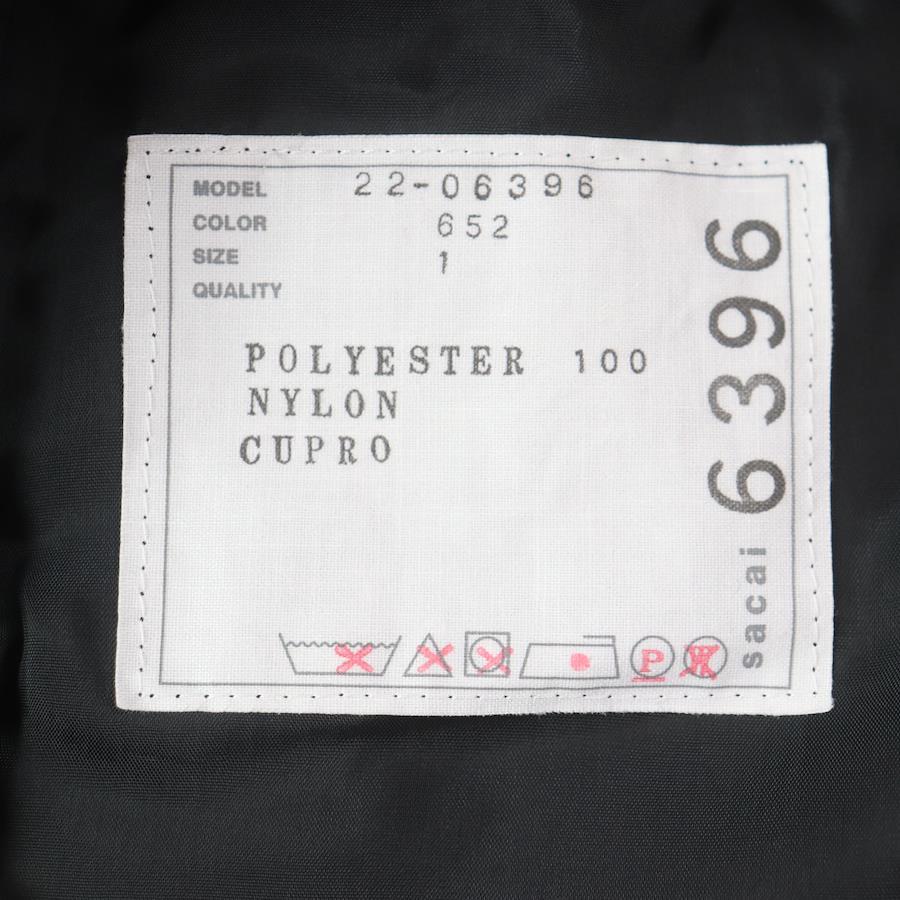 MODEL 22-06396
COLOR 652
SIZE 1
QUALITY
POLYESTER 100
NYLON
CUPRO
P
W
sacai 6396